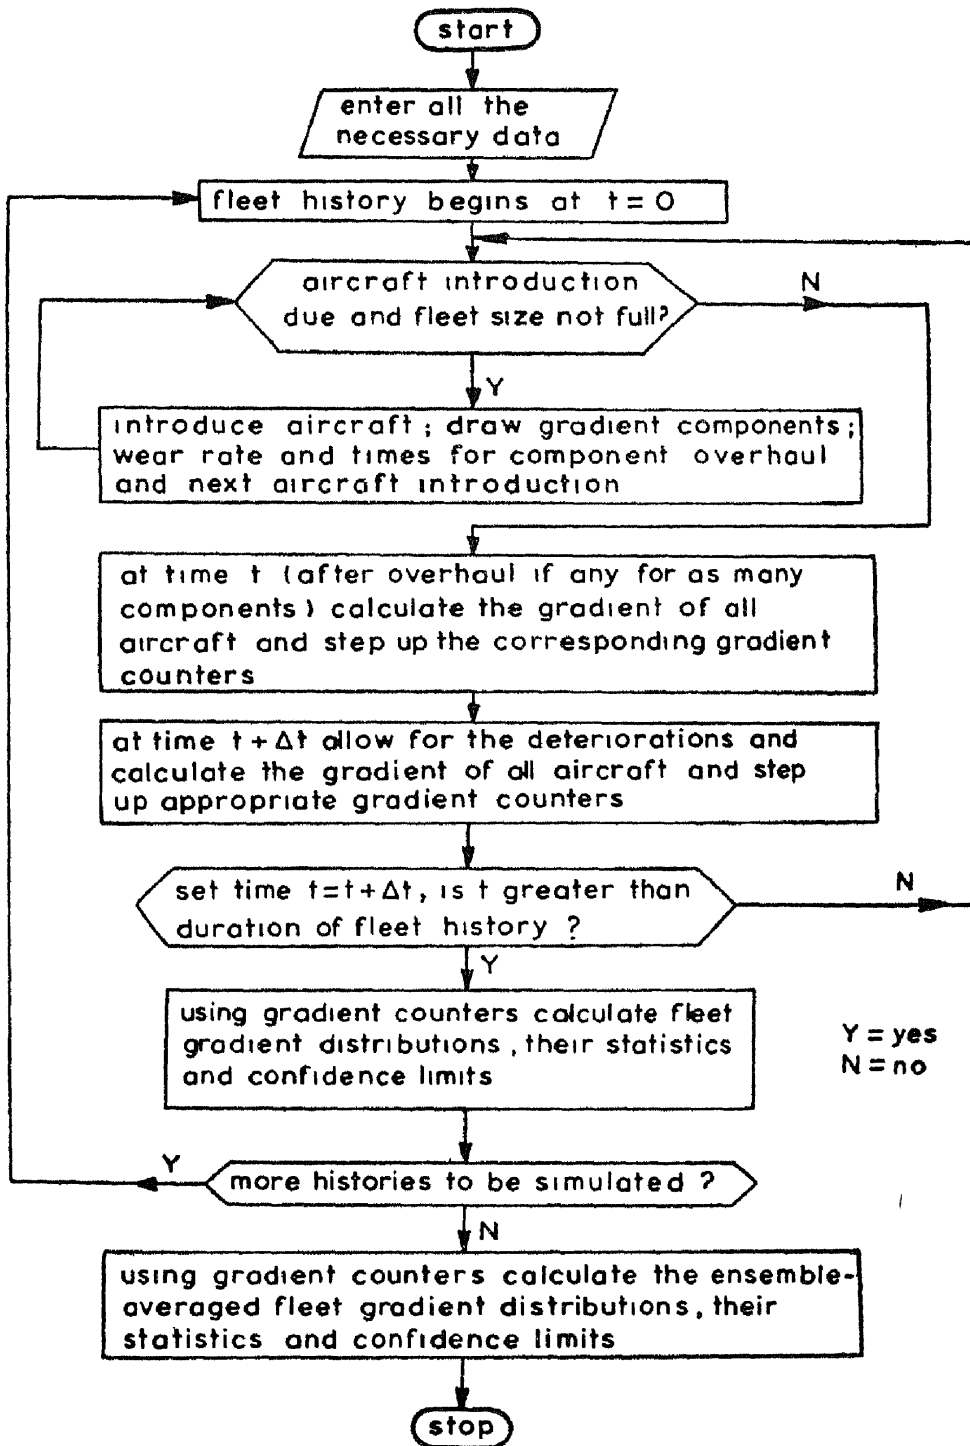 start
enter all the
necessary data
fleet history begins at t = 0
aircraft introduction
due and fleet size not full?
N
Y
introduce aircraft ; draw gradient components ;
wear rate and times for component overhaul
and next aircraft introduction
at time t (after overhaul if any for as many
components) calculate the gradient of all
aircraft and step up the corresponding gradient
counters
at time t + Δt allow for the deteriorations and
calculate the gradient of all aircraft and step
up appropriate gradient counters
set time t = t + Δt, is t greater than
duration of fleet history ?
N
Y
using gradient counters calculate fleet
gradient distributions , their statistics
and confidence limits
Y = yes
N = no
Y
more histories to be simulated ?
N
using gradient counters calculate the ensemble-
averaged fleet gradient distributions, their
statistics and confidence limits
stop